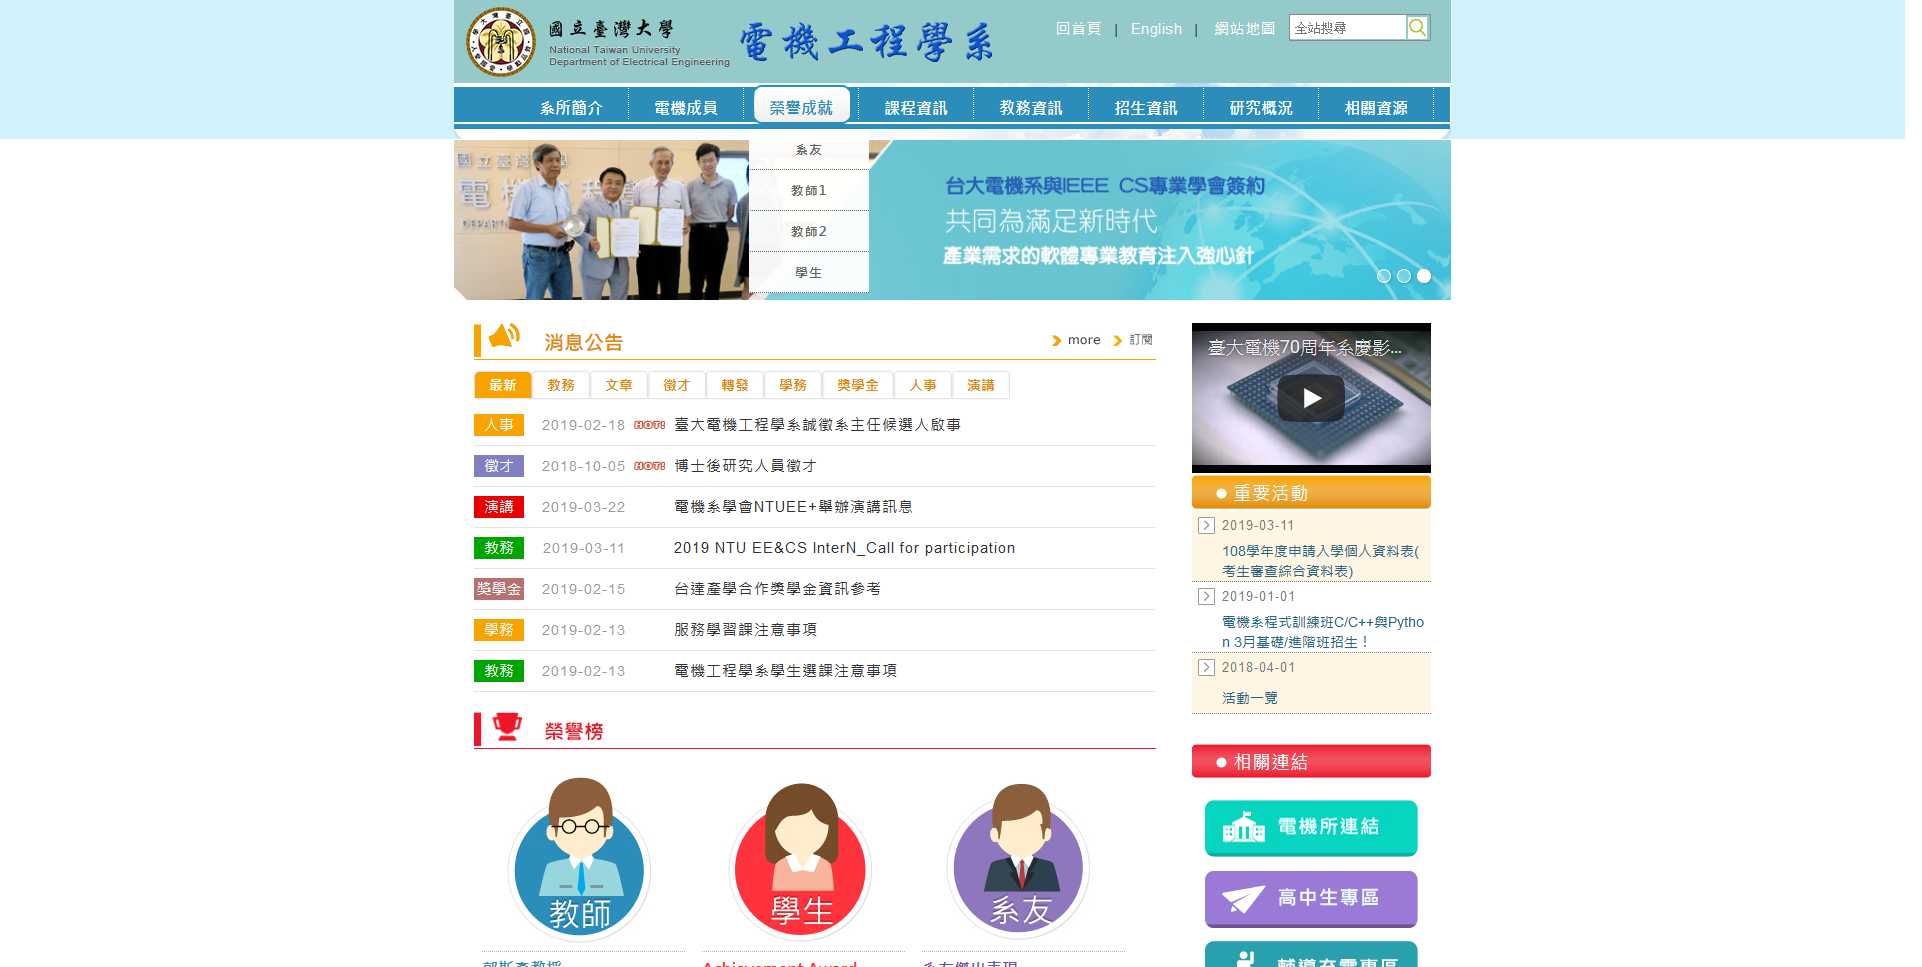 國立臺灣大學
National Taiwan University
Department of Electrical Engineering
電機工程學系
回首頁 | English | 網站地圖
全站搜尋
系所簡介 電機成員 榮譽成就 課程資訊 教務資訊 招生資訊 研究概況 相關資源
系友
教師1
教師2
學生
台大電機系與IEEE CS專業學會簽約
共同為滿足新時代
產業需求的軟體專業教育注入強心針
消息公告
more 訂閱
最新 教務 文章 徵才 轉發 學務 獎學金 人事 演講
人事 2019-02-18 HOT! 臺大電機工程學系誠徵系主任候選人啟事
徵才 2018-10-05 HOT! 博士後研究人員徵才
演講 2019-03-22 電機系學會NTUEE+舉辦演講訊息
教務 2019-03-11 2019 NTU EE&CS InterN_Call for participation
獎學金 2019-02-15 台達產學合作獎學金資訊參考
學務 2019-02-13 服務學習課注意事項
教務 2019-02-13 電機工程學系學生選課注意事項
榮譽榜
教師
學生
系友
郭斯彥教授
Achievement Award
系友傑出表現
臺大電機70周年系慶影...
重要活動
2019-03-11
108學年度申請入學個人資料表(
考生審查綜合資料表)
2019-01-01
電機系程式訓練班C/C++與Pytho
n 3月基礎/進階班招生！
2018-04-01
活動一覽
相關連結
電機所連結
高中生專區
輔導充電專區